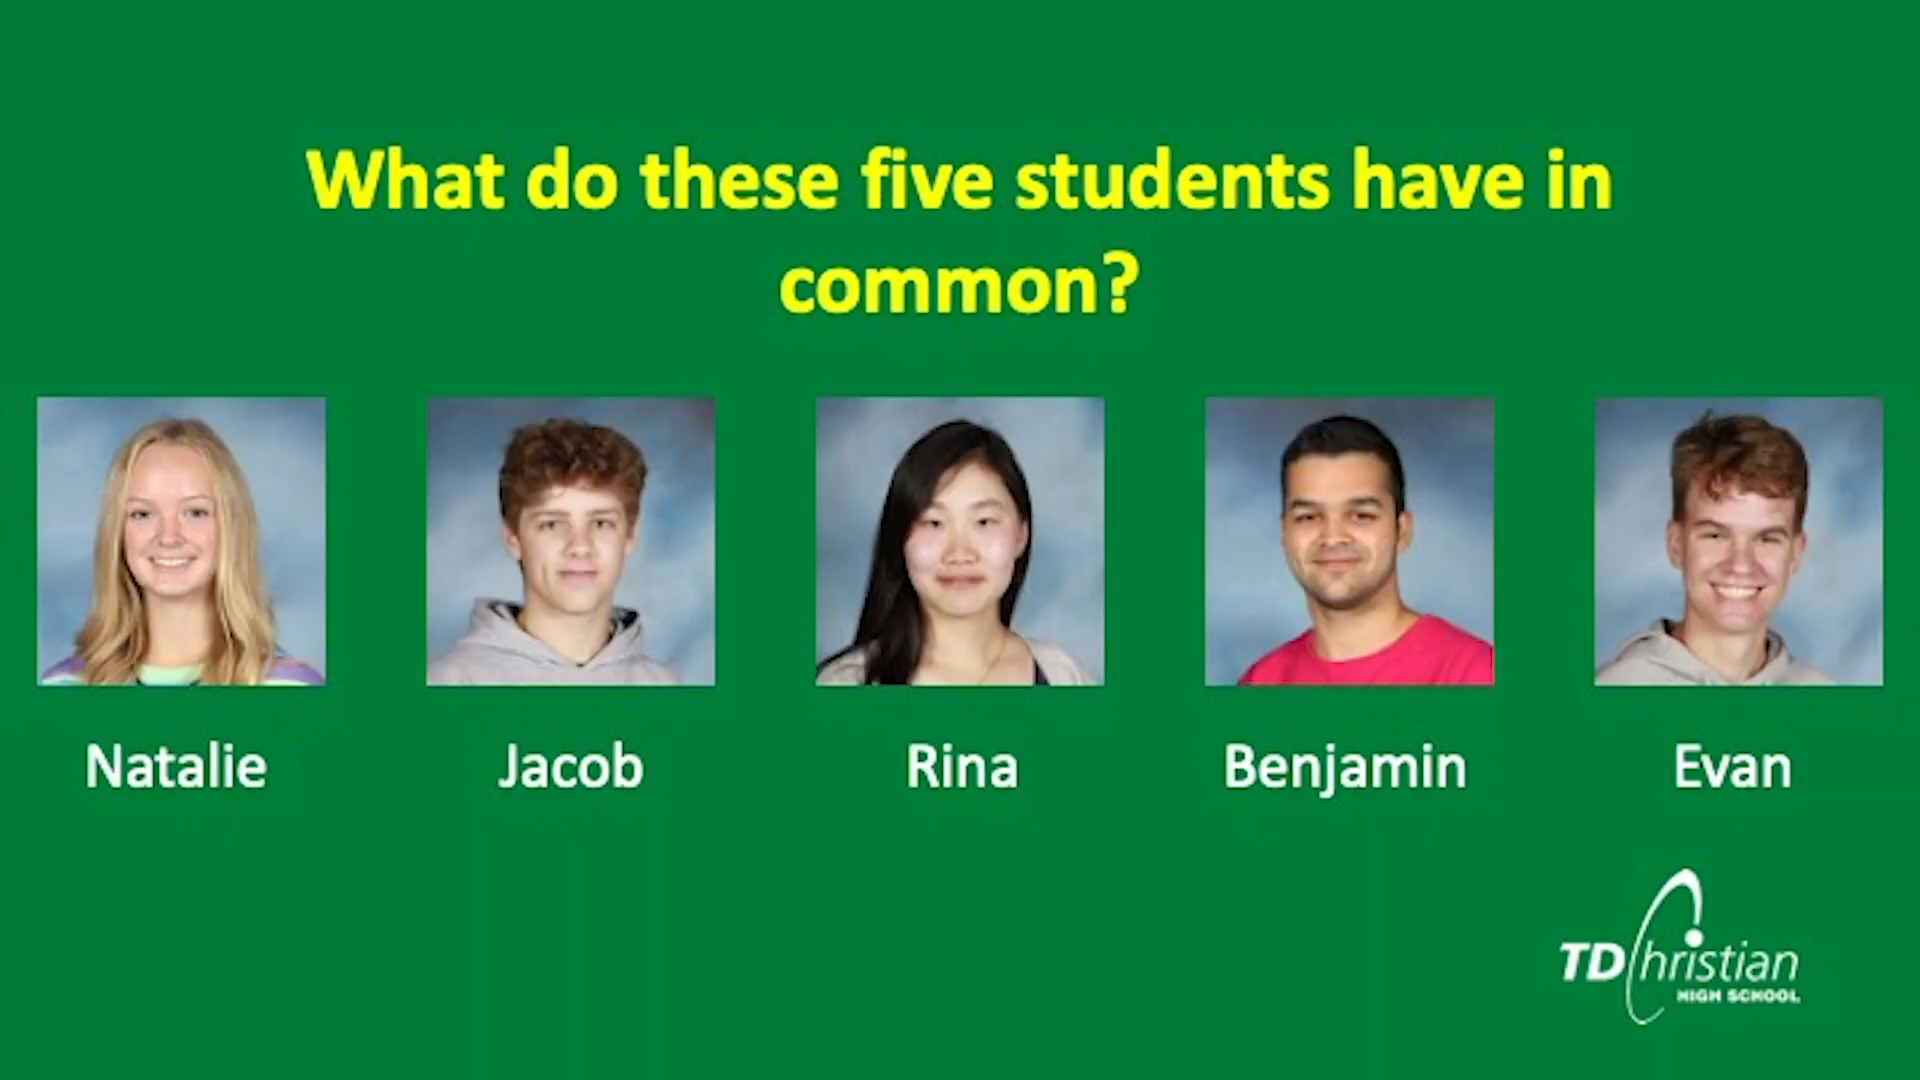 What do these five students have in
common?
Natalie
Jacob
Rina
Benjamin
Evan
TDChristian
HIGH SCHOOL